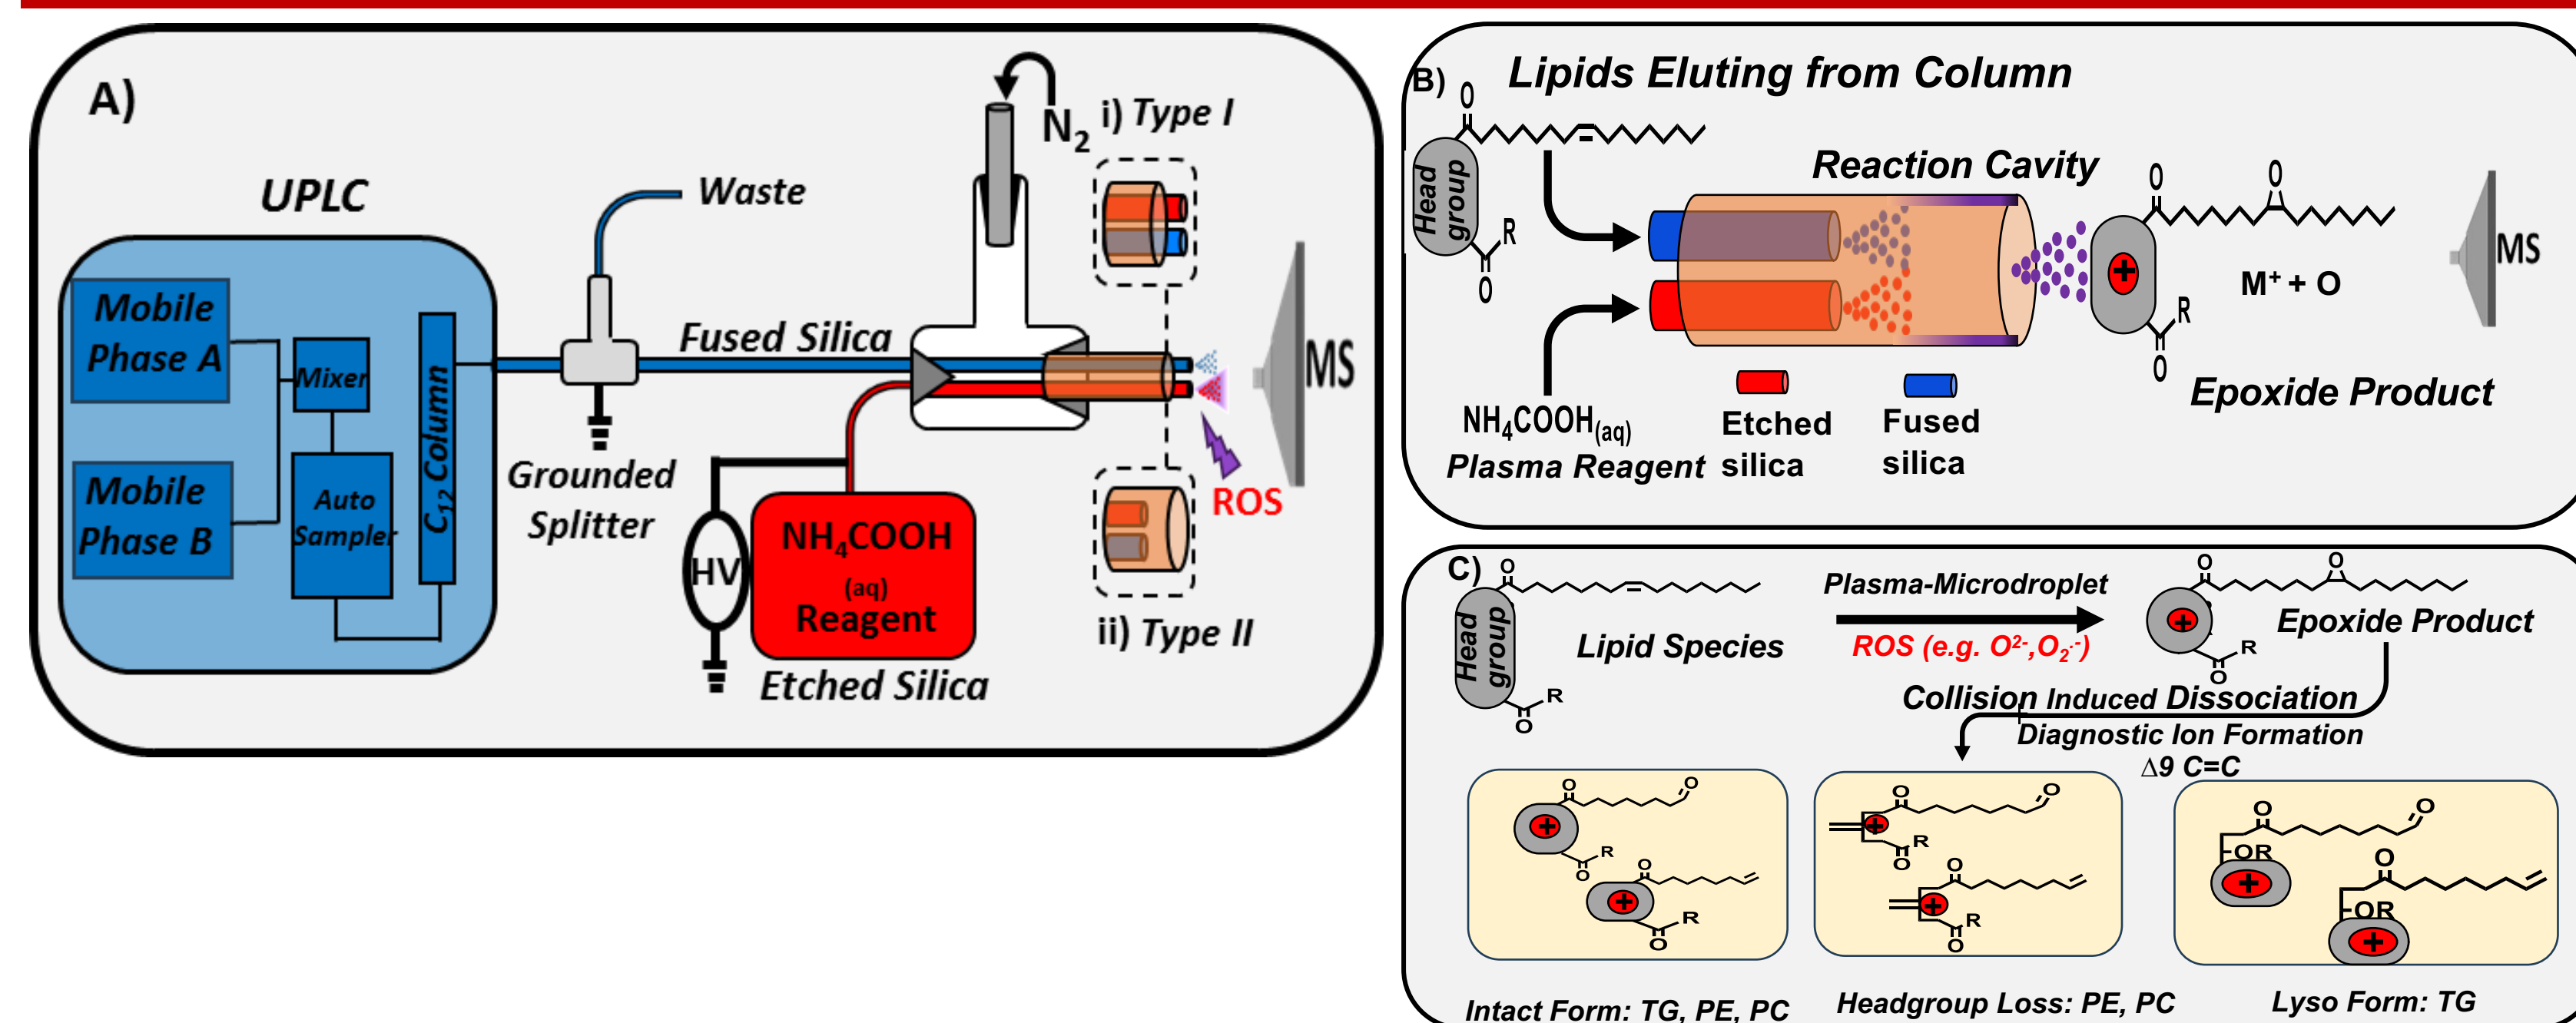 A)
UPLC
Mobile
Phase A
Mobile
Phase B
Mixer
Auto
Sampler
C₁₂ Column
Waste
Grounded
Splitter
Fused Silica
N₂
i) Type I
MS
ROS
HV
NH₄COOH
(aq)
Reagent
Etched Silica
ii) Type II
B)
Lipids Eluting from Column
O
Head
group
R
O
Reaction Cavity
NH₄COOH(aq)
Plasma Reagent
Etched
silica
Fused
silica
O
O
R
O
M⁺ + O
Epoxide Product
MS
C)
O
Head
group
R
O
Lipid Species
Plasma-Microdroplet
ROS (e.g. O²⁻,O₂·⁻)
O
O
R
O
Epoxide Product
Collision Induced Dissociation
Diagnostic Ion Formation
Δ9 C=C
O
O
R
O
O
R
O
Intact Form: TG, PE, PC
O
O
R
O
O
R
O
Headgroup Loss: PE, PC
O
O
OR
O
OR
Lyso Form: TG